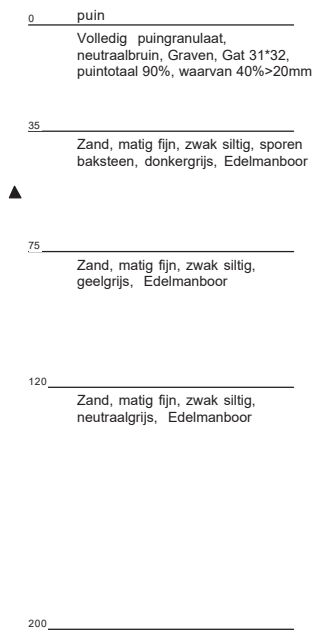 0 puin
Volledig puingranulaat,
neutraalbruin, Graven, Gat 31*32,
puintotaal 90%, waarvan 40%>20mm
35
Zand, matig fijn, zwak siltig, sporen
baksteen, donkergrijs, Edelmanboor
75
Zand, matig fijn, zwak siltig,
geelgrijs, Edelmanboor
120
Zand, matig fijn, zwak siltig,
neutraalgrijs, Edelmanboor
200